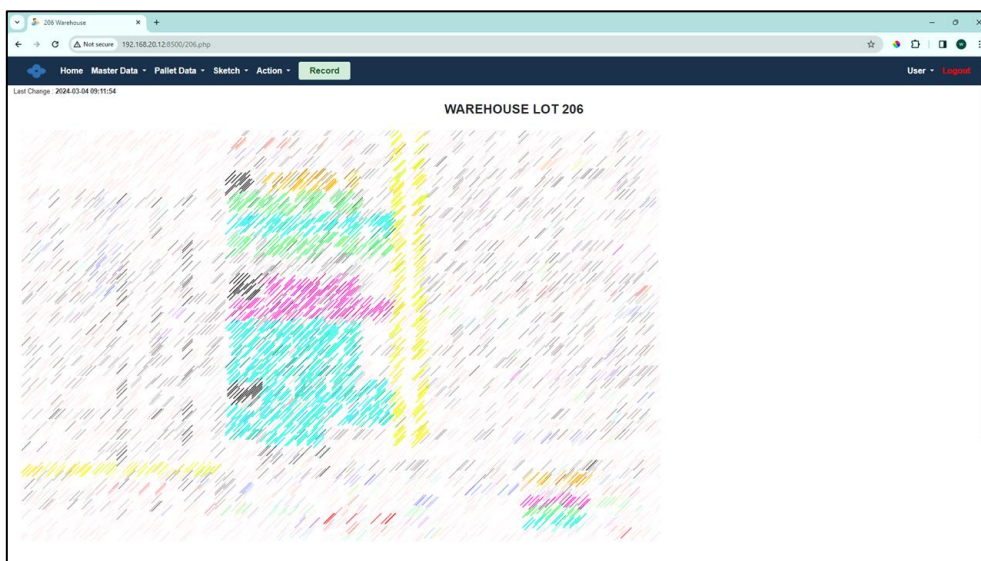 206 Warehouse
Not secure 192.168.20.12:8500/206.php
Home Master Data Pallet Data Sketch Action Record User Logout
Last Change : 2024-03-04 09:11:54
WAREHOUSE LOT 206